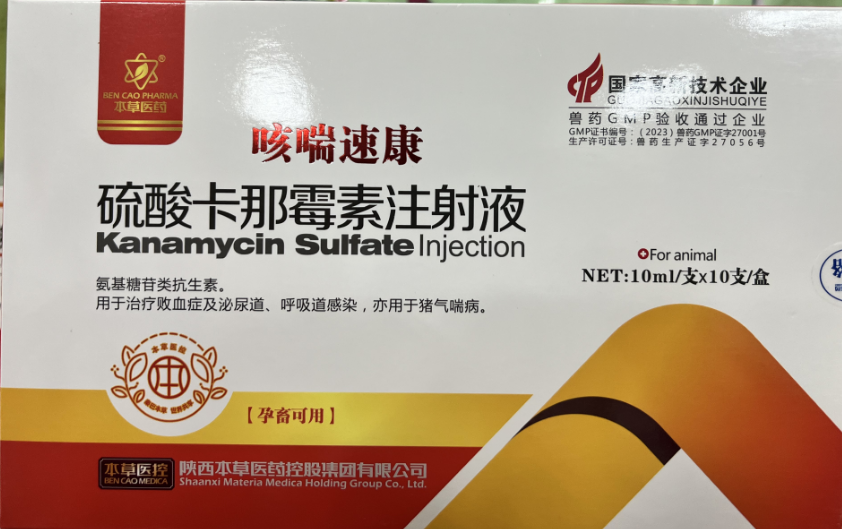 BEN CAO PHARMA
本草医药
国家高新技术企业
GUOJIAGAOXINJISHUQIYE
兽药GMP验收通过企业
GMP证书编号：（2023）兽药GMP证字27001号
生产许可证号：兽药生产证字27056号
咳喘速康
硫酸卡那霉素注射液
Kanamycin Sulfate Injection
For animal
NET:10ml/支x10支/盒
氨基糖苷类抗生素。
用于治疗败血症及泌尿道、呼吸道感染，亦用于猪气喘病。
本草医控
【孕畜可用】
本草医控
BEN CAO MEDICA
陕西本草医药控股集团有限公司
Shaanxi Materia Medica Holding Group Co., Ltd.